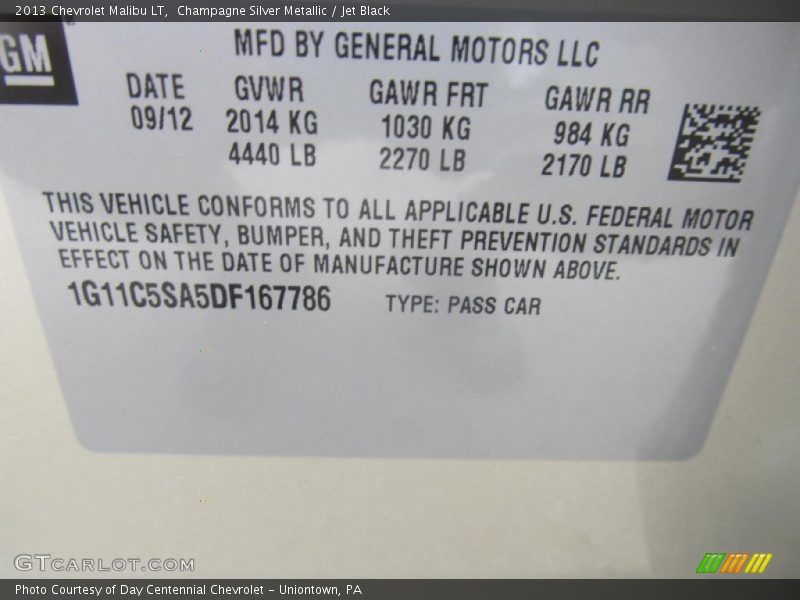 2013 Chevrolet Malibu LT, Champagne Silver Metallic / Jet Black
GM
MFD BY GENERAL MOTORS LLC
DATE GVWR GAWR FRT GAWR RR
09/12 2014 KG 1030 KG 984 KG
4440 LB 2270 LB 2170 LB
THIS VEHICLE CONFORMS TO ALL APPLICABLE U.S. FEDERAL MOTOR
VEHICLE SAFETY, BUMPER, AND THEFT PREVENTION STANDARDS IN
EFFECT ON THE DATE OF MANUFACTURE SHOWN ABOVE.
1G11C5SA5DF167786 TYPE: PASS CAR
GTCARLOT.COM
Photo Courtesy of Day Centennial Chevrolet – Uniontown, PA